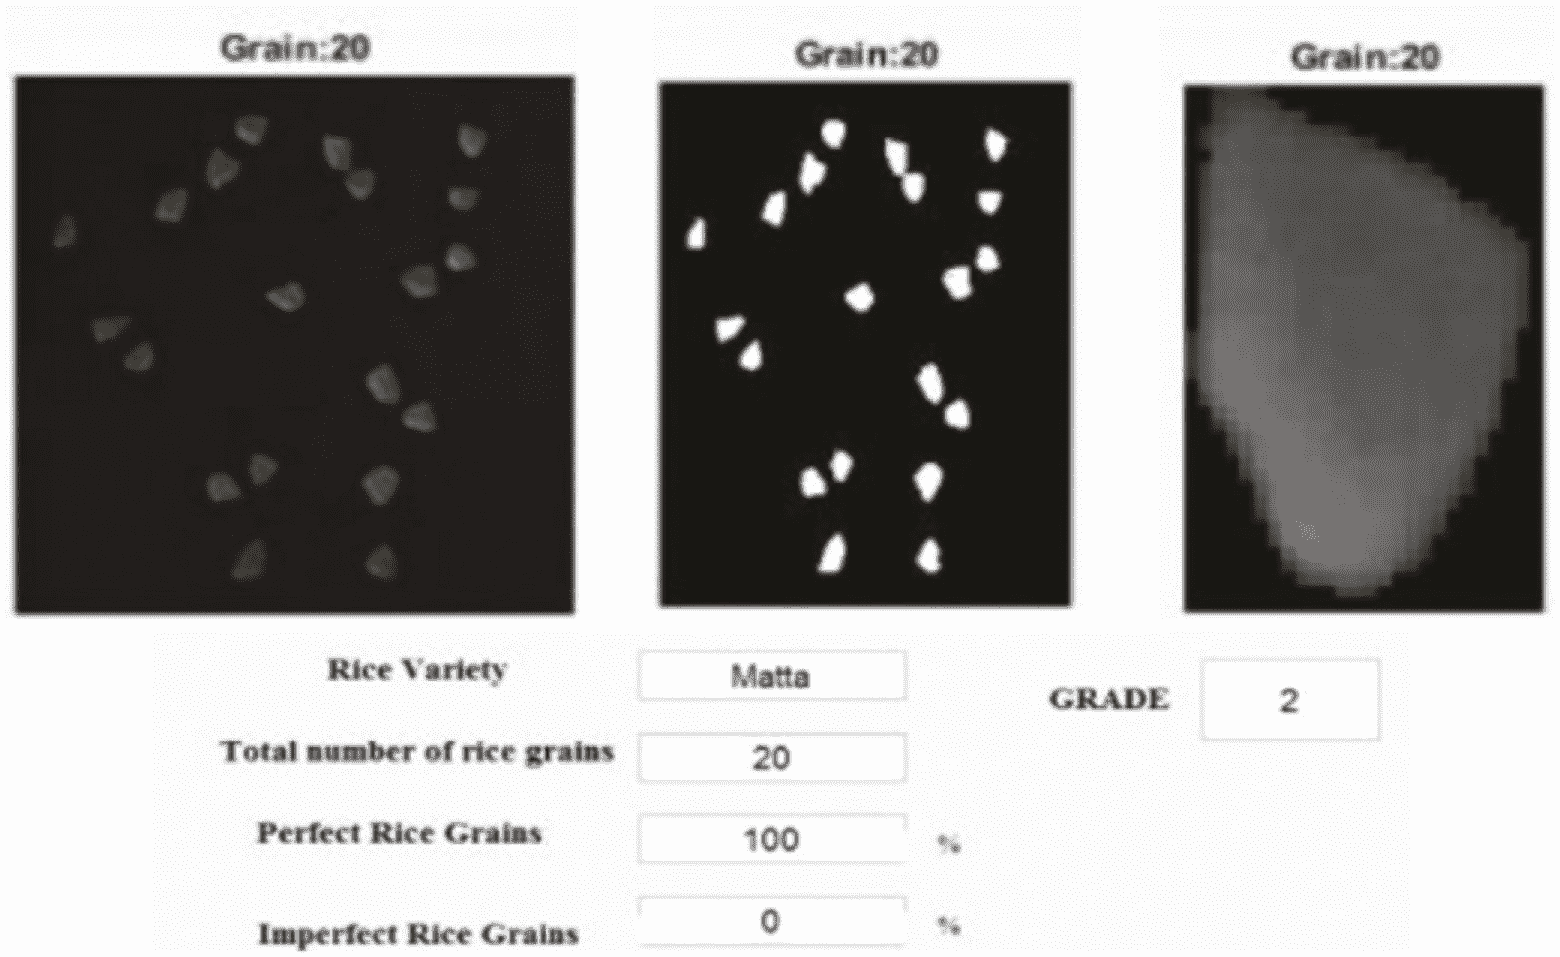 Grain:20
Grain:20
Grain:20
Rice Variety
Matta
GRADE
2
Total number of rice grains
20
Perfect Rice Grains
100
%
Imperfect Rice Grains
0
%